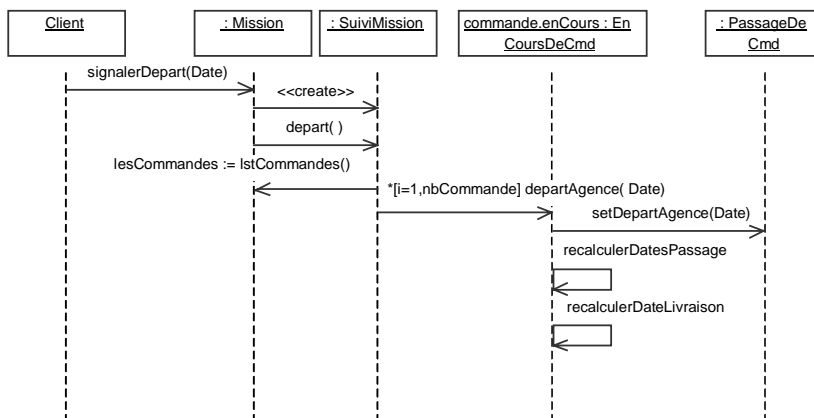 Client
: Mission
: SuiviMission
commande.enCours : En
CoursDeCmd
: PassageDe
Cmd
signalerDepart(Date)
<<create>>
depart( )
lesCommandes := lstCommandes()
*[i=1,nbCommande] departAgence( Date)
setDepartAgence(Date)
recalculerDatesPassage
recalculerDateLivraison